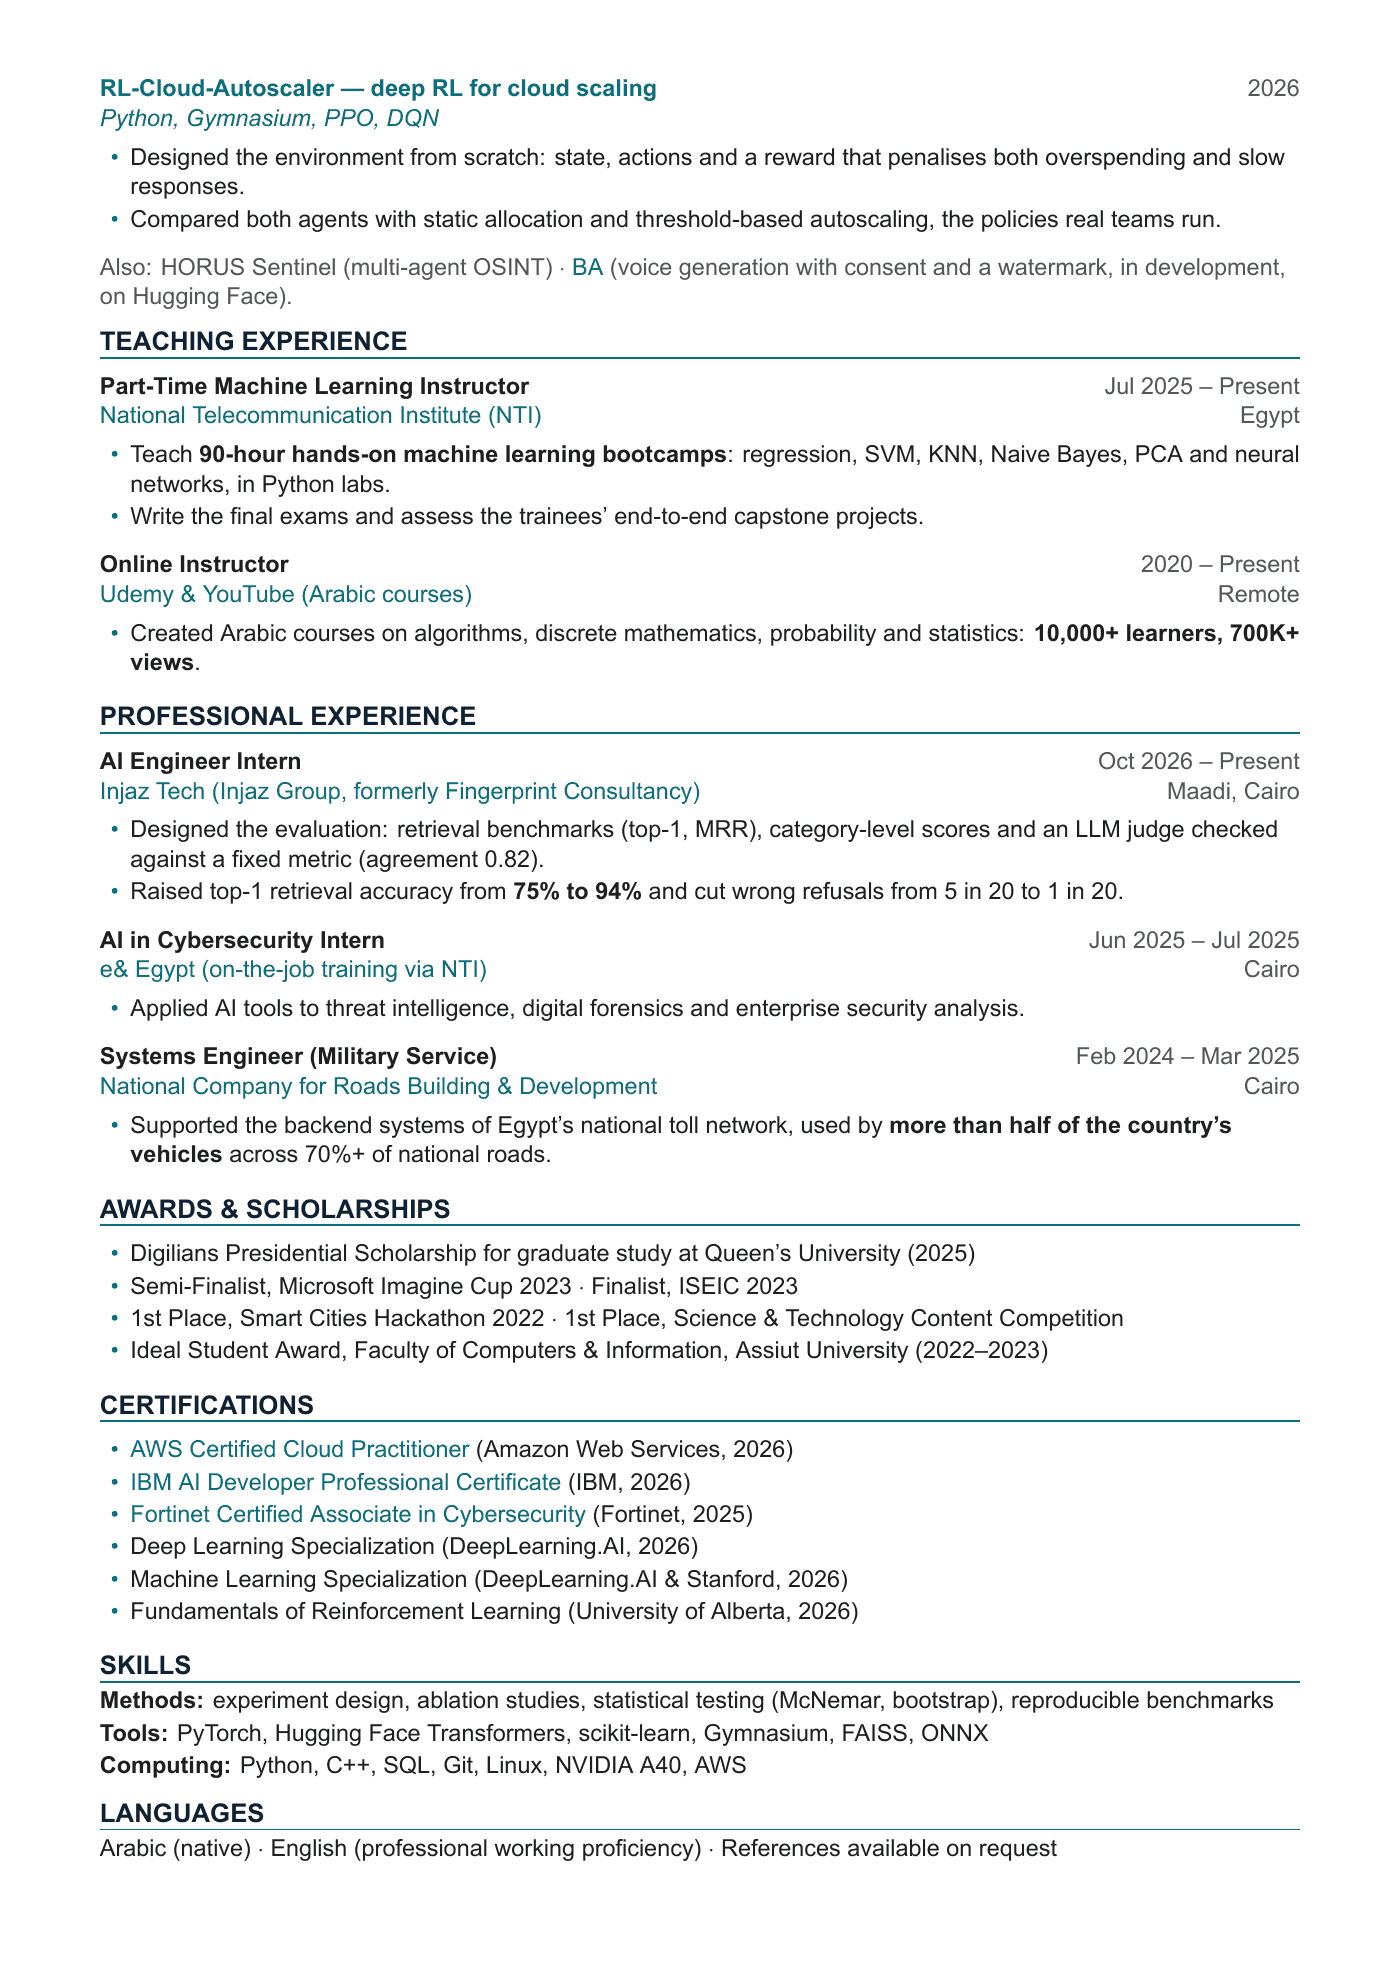 RL-Cloud-Autoscaler — deep RL for cloud scaling 2026
Python, Gymnasium, PPO, DQN
• Designed the environment from scratch: state, actions and a reward that penalises both overspending and slow
responses.
• Compared both agents with static allocation and threshold-based autoscaling, the policies real teams run.
Also: HORUS Sentinel (multi-agent OSINT) · BA (voice generation with consent and a watermark, in development,
on Hugging Face).
TEACHING EXPERIENCE
Part-Time Machine Learning Instructor Jul 2025 – Present
National Telecommunication Institute (NTI) Egypt
• Teach 90-hour hands-on machine learning bootcamps: regression, SVM, KNN, Naive Bayes, PCA and neural
networks, in Python labs.
• Write the final exams and assess the trainees’ end-to-end capstone projects.
Online Instructor 2020 – Present
Udemy & YouTube (Arabic courses) Remote
• Created Arabic courses on algorithms, discrete mathematics, probability and statistics: 10,000+ learners, 700K+
views.
PROFESSIONAL EXPERIENCE
AI Engineer Intern Oct 2026 – Present
Injaz Tech (Injaz Group, formerly Fingerprint Consultancy) Maadi, Cairo
• Designed the evaluation: retrieval benchmarks (top-1, MRR), category-level scores and an LLM judge checked
against a fixed metric (agreement 0.82).
• Raised top-1 retrieval accuracy from 75% to 94% and cut wrong refusals from 5 in 20 to 1 in 20.
AI in Cybersecurity Intern Jun 2025 – Jul 2025
e& Egypt (on-the-job training via NTI) Cairo
• Applied AI tools to threat intelligence, digital forensics and enterprise security analysis.
Systems Engineer (Military Service) Feb 2024 – Mar 2025
National Company for Roads Building & Development Cairo
• Supported the backend systems of Egypt’s national toll network, used by more than half of the country’s
vehicles across 70%+ of national roads.
AWARDS & SCHOLARSHIPS
• Digilians Presidential Scholarship for graduate study at Queen’s University (2025)
• Semi-Finalist, Microsoft Imagine Cup 2023 · Finalist, ISEIC 2023
• 1st Place, Smart Cities Hackathon 2022 · 1st Place, Science & Technology Content Competition
• Ideal Student Award, Faculty of Computers & Information, Assiut University (2022–2023)
CERTIFICATIONS
• AWS Certified Cloud Practitioner (Amazon Web Services, 2026)
• IBM AI Developer Professional Certificate (IBM, 2026)
• Fortinet Certified Associate in Cybersecurity (Fortinet, 2025)
• Deep Learning Specialization (DeepLearning.AI, 2026)
• Machine Learning Specialization (DeepLearning.AI & Stanford, 2026)
• Fundamentals of Reinforcement Learning (University of Alberta, 2026)
SKILLS
Methods: experiment design, ablation studies, statistical testing (McNemar, bootstrap), reproducible benchmarks
Tools: PyTorch, Hugging Face Transformers, scikit-learn, Gymnasium, FAISS, ONNX
Computing: Python, C++, SQL, Git, Linux, NVIDIA A40, AWS
LANGUAGES
Arabic (native) · English (professional working proficiency) · References available on request